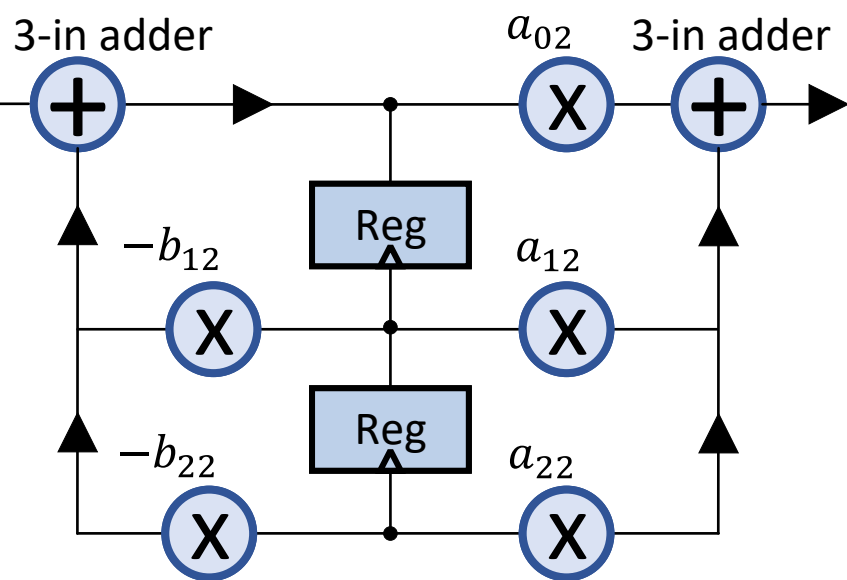 3-in adder
a₀₂
3-in adder
+
X
+
Reg
−b₁₂
a₁₂
X
X
Reg
−b₂₂
a₂₂
X
X